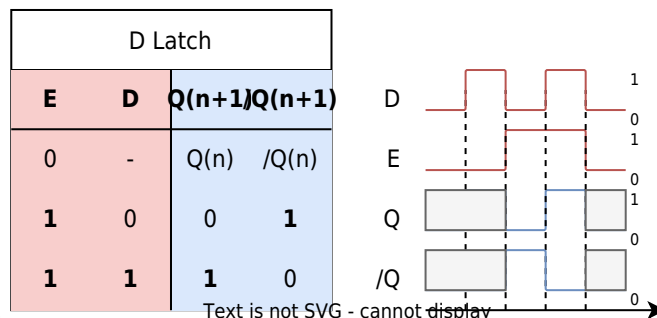 D Latch
E D Q(n+1) /Q(n+1)
0 - Q(n) /Q(n)
1 0 0 1
1 1 1 0
D 1 0
E 1 0
Q 1 0
/Q 0
Text is not SVG - cannot display